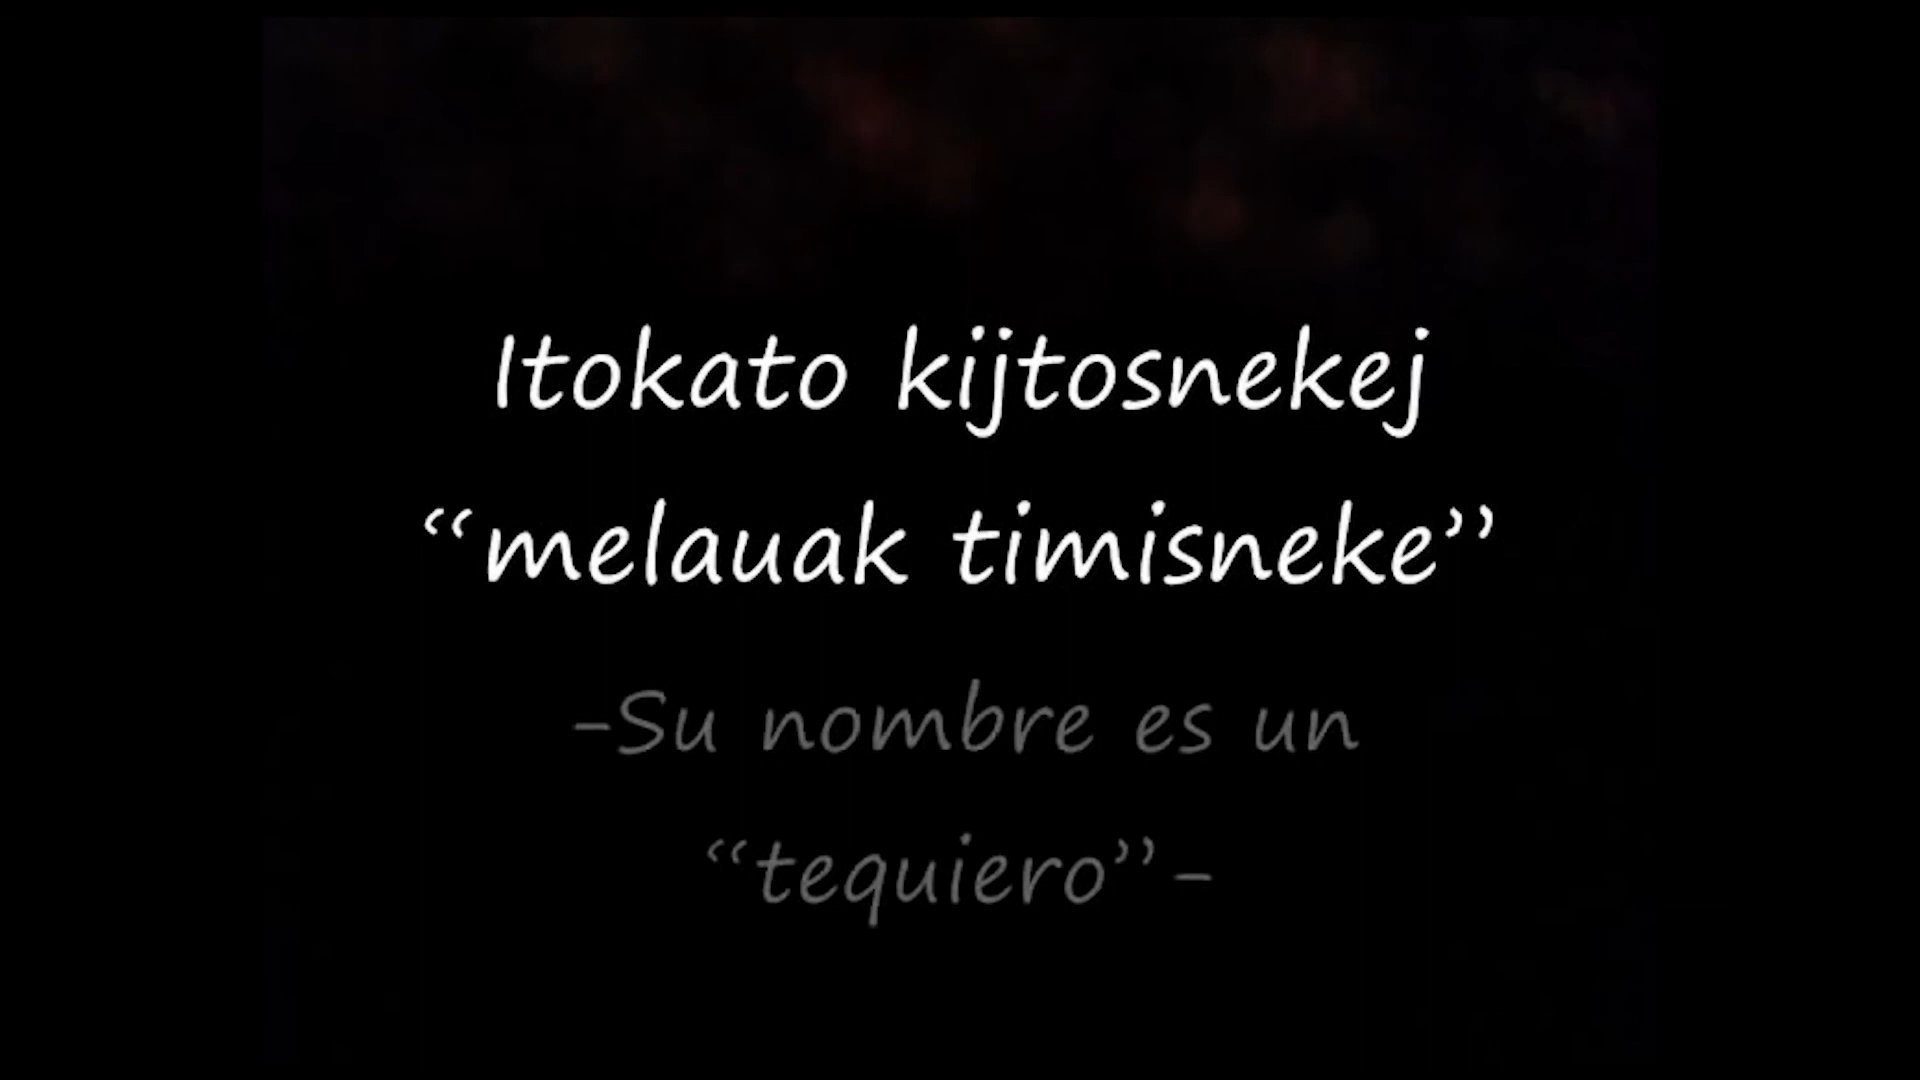 Itokato kijtosnekej
“melauak timisneke”
-Su nombre es un
“tequiero”-